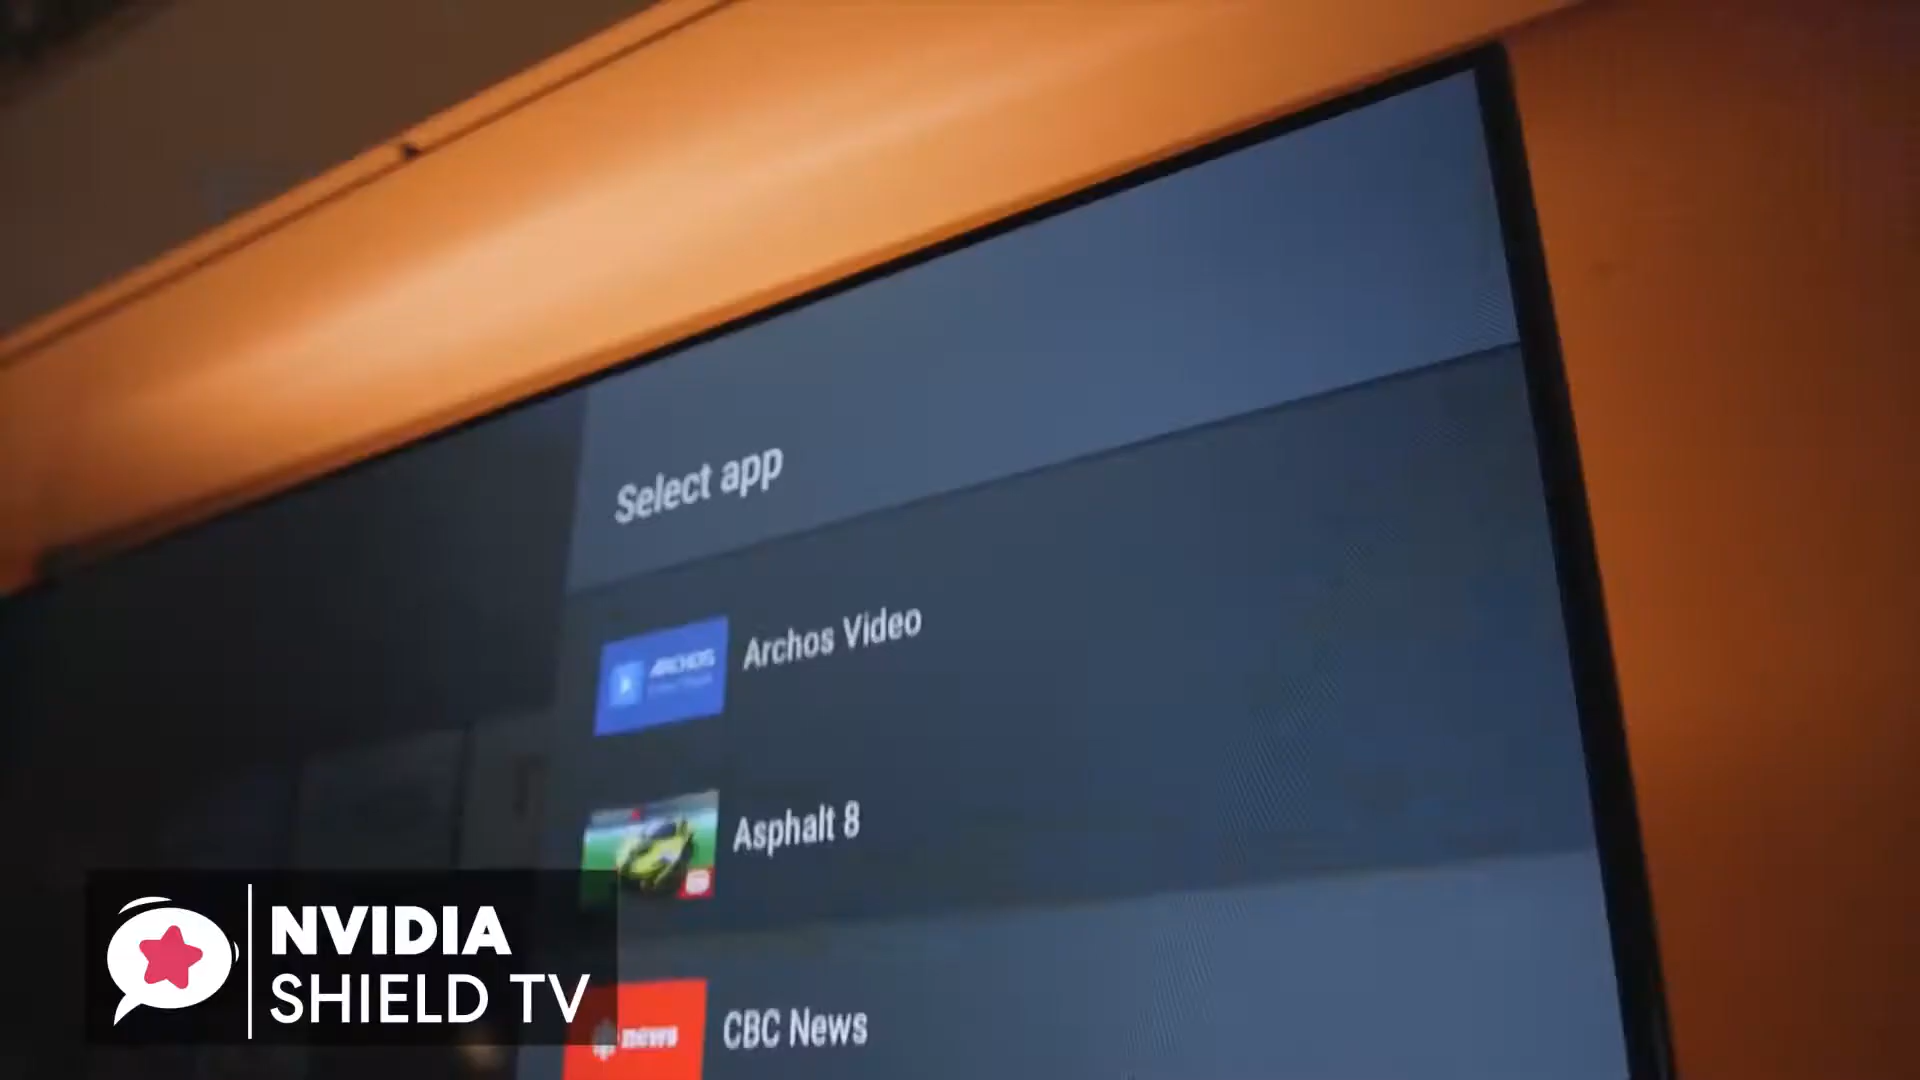 Select app
ARCHOS
Archos Video
Asphalt 8
news
CBC News
NVIDIA
SHIELD TV